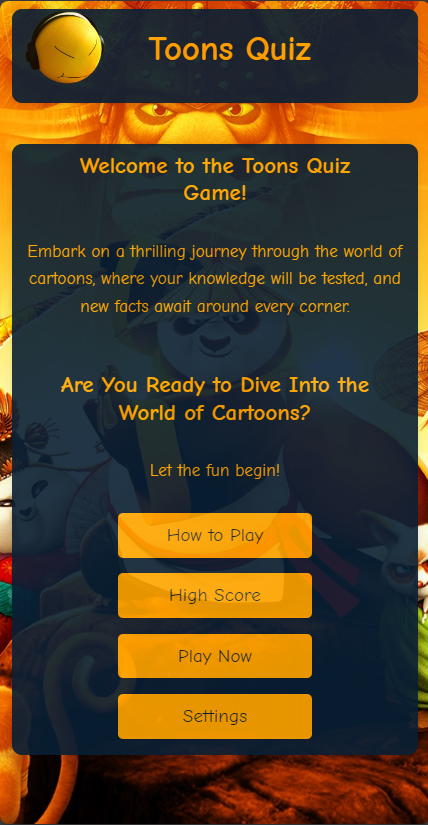 Toons Quiz
Welcome to the Toons Quiz
Game!
Embark on a thrilling journey through the world of
cartoons, where your knowledge will be tested, and
new facts await around every corner.
Are You Ready to Dive Into the
World of Cartoons?
Let the fun begin!
How to Play
High Score
Play Now
Settings